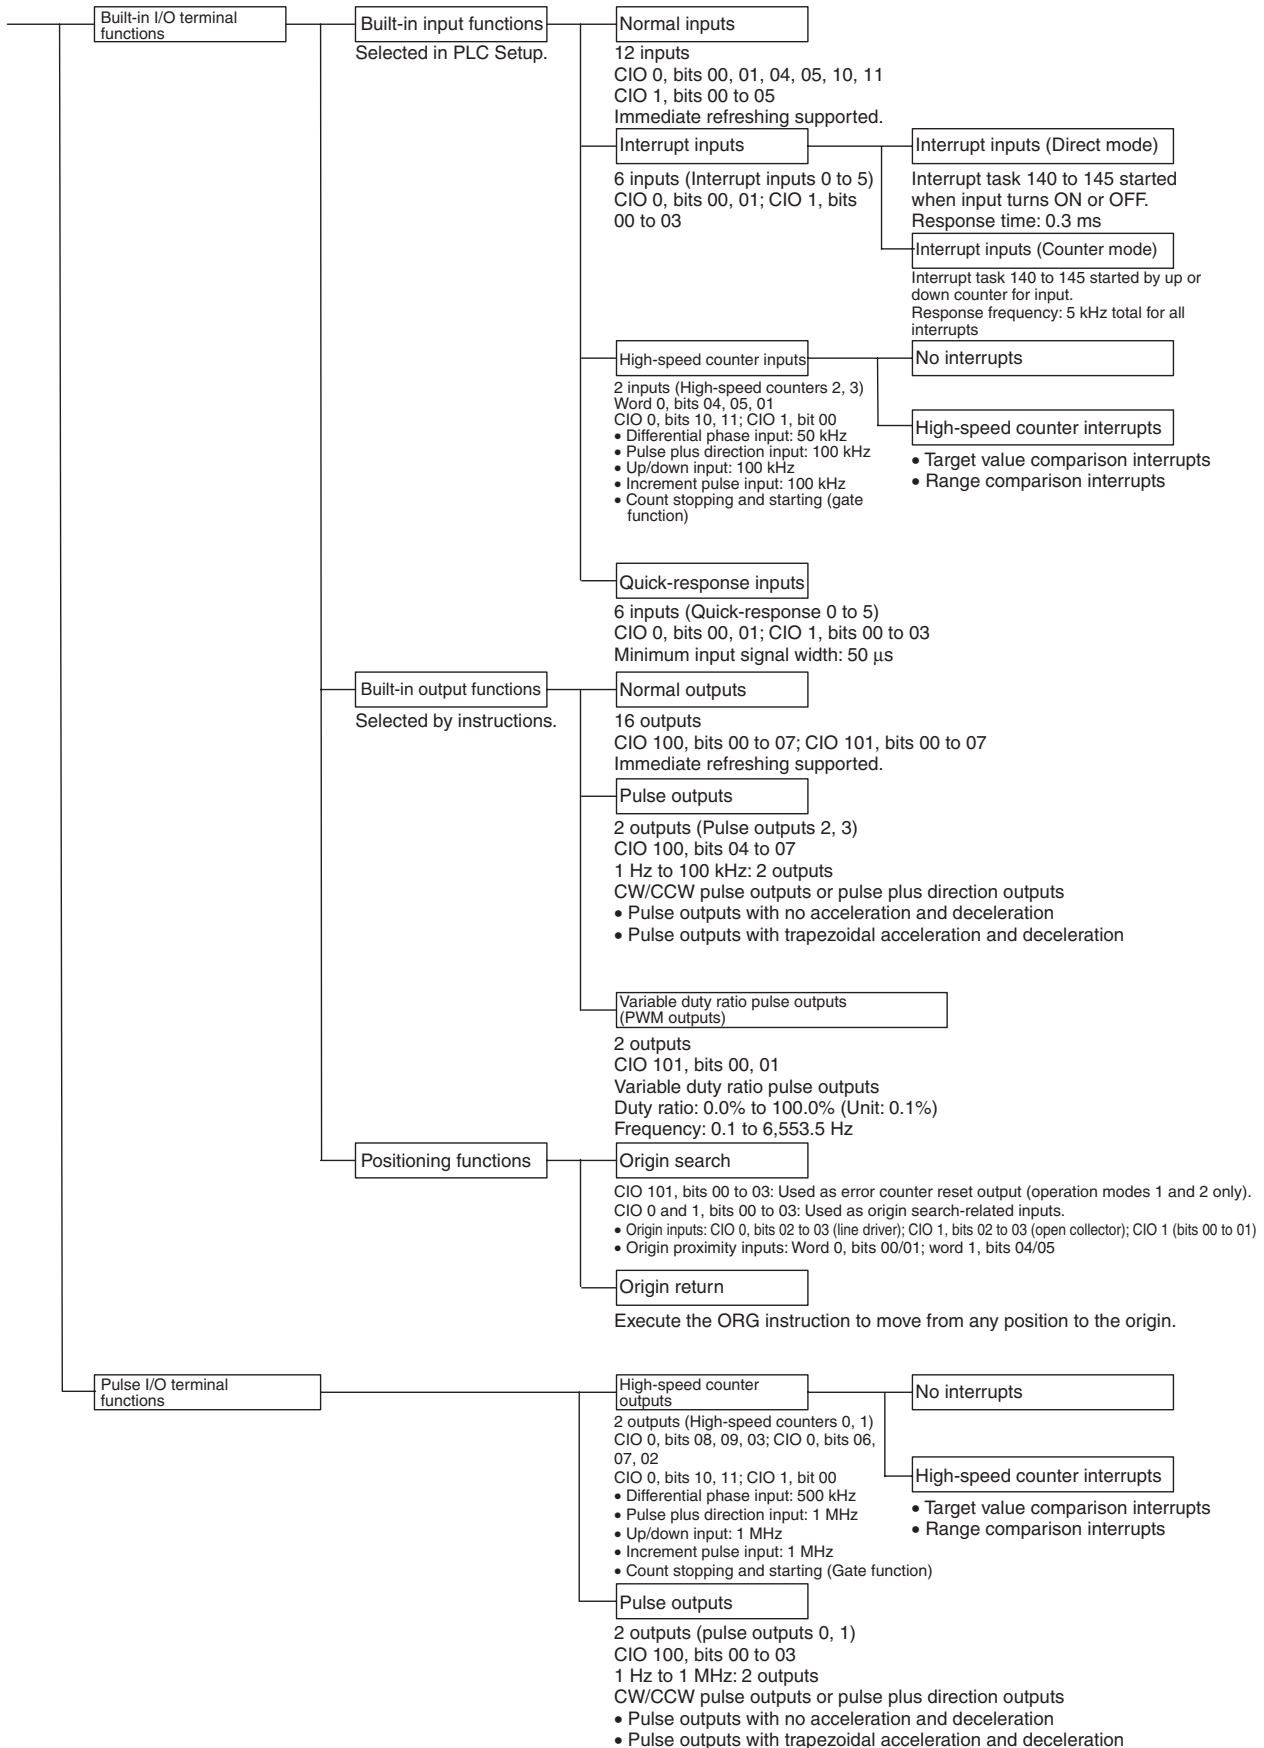 Built-in I/O terminal
functions
Built-in input functions
Selected in PLC Setup.
Normal inputs
12 inputs
CIO 0, bits 00, 01, 04, 05, 10, 11
CIO 1, bits 00 to 05
Immediate refreshing supported.
Interrupt inputs
6 inputs (Interrupt inputs 0 to 5)
CIO 0, bits 00, 01; CIO 1, bits
00 to 03
Interrupt inputs (Direct mode)
Interrupt task 140 to 145 started
when input turns ON or OFF.
Response time: 0.3 ms
Interrupt inputs (Counter mode)
Interrupt task 140 to 145 started by up or
down counter for input.
Response frequency: 5 kHz total for all
interrupts
High-speed counter inputs
2 inputs (High-speed counters 2, 3)
Word 0, bits 04, 05, 01
CIO 0, bits 10, 11; CIO 1, bit 00
• Differential phase input: 50 kHz
• Pulse plus direction input: 100 kHz
• Up/down input: 100 kHz
• Increment pulse input: 100 kHz
• Count stopping and starting (gate
function)
No interrupts
High-speed counter interrupts
• Target value comparison interrupts
• Range comparison interrupts
Quick-response inputs
6 inputs (Quick-response 0 to 5)
CIO 0, bits 00, 01; CIO 1, bits 00 to 03
Minimum input signal width: 50 μs
Built-in output functions
Selected by instructions.
Normal outputs
16 outputs
CIO 100, bits 00 to 07; CIO 101, bits 00 to 07
Immediate refreshing supported.
Pulse outputs
2 outputs (Pulse outputs 2, 3)
CIO 100, bits 04 to 07
1 Hz to 100 kHz: 2 outputs
CW/CCW pulse outputs or pulse plus direction outputs
• Pulse outputs with no acceleration and deceleration
• Pulse outputs with trapezoidal acceleration and deceleration
Variable duty ratio pulse outputs
(PWM outputs)
2 outputs
CIO 101, bits 00, 01
Variable duty ratio pulse outputs
Duty ratio: 0.0% to 100.0% (Unit: 0.1%)
Frequency: 0.1 to 6,553.5 Hz
Positioning functions
Origin search
CIO 101, bits 00 to 03: Used as error counter reset output (operation modes 1 and 2 only).
CIO 0 and 1, bits 00 to 03: Used as origin search-related inputs.
• Origin inputs: CIO 0, bits 02 to 03 (line driver); CIO 1, bits 02 to 03 (open collector); CIO 1 (bits 00 to 01)
• Origin proximity inputs: Word 0, bits 00/01; word 1, bits 04/05
Origin return
Execute the ORG instruction to move from any position to the origin.
Pulse I/O terminal
functions
High-speed counter
outputs
2 outputs (High-speed counters 0, 1)
CIO 0, bits 08, 09, 03; CIO 0, bits 06,
07, 02
CIO 0, bits 10, 11; CIO 1, bit 00
• Differential phase input: 500 kHz
• Pulse plus direction input: 1 MHz
• Up/down input: 1 MHz
• Increment pulse input: 1 MHz
• Count stopping and starting (Gate function)
No interrupts
High-speed counter interrupts
• Target value comparison interrupts
• Range comparison interrupts
Pulse outputs
2 outputs (pulse outputs 0, 1)
CIO 100, bits 00 to 03
1 Hz to 1 MHz: 2 outputs
CW/CCW pulse outputs or pulse plus direction outputs
• Pulse outputs with no acceleration and deceleration
• Pulse outputs with trapezoidal acceleration and deceleration